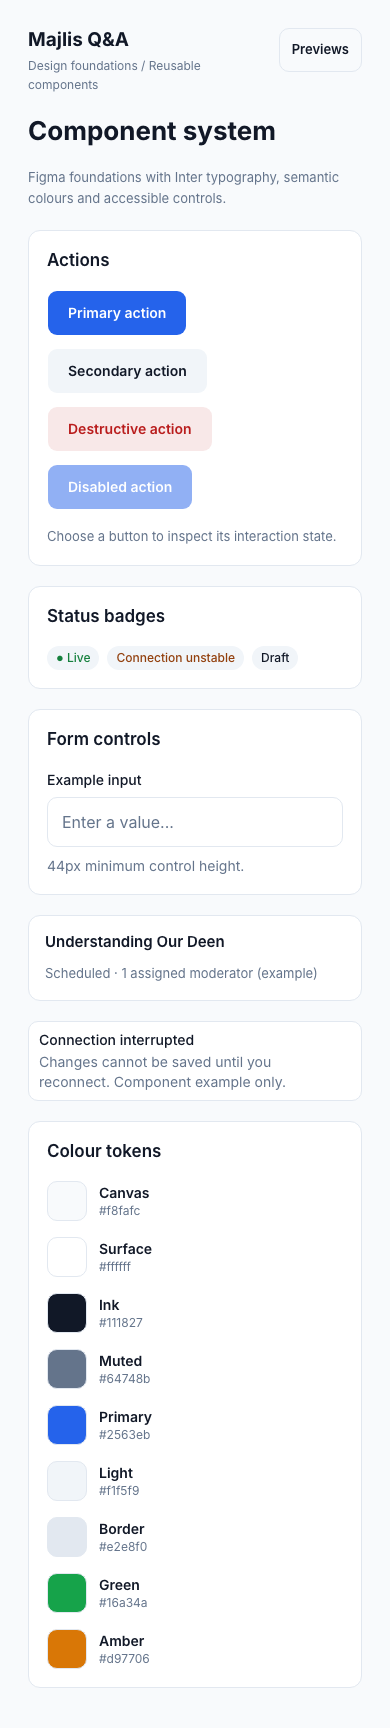 Majlis Q&A
Design foundations / Reusable
components
Previews
Component system
Figma foundations with Inter typography, semantic
colours and accessible controls.
Actions
Primary action
Secondary action
Destructive action
Disabled action
Choose a button to inspect its interaction state.
Status badges
Live
Connection unstable
Draft
Form controls
Example input
Enter a value...
44px minimum control height.
Understanding Our Deen
Scheduled · 1 assigned moderator (example)
Connection interrupted
Changes cannot be saved until you
reconnect. Component example only.
Colour tokens
Canvas
#f8fafc
Surface
#ffffff
Ink
#111827
Muted
#64748b
Primary
#2563eb
Light
#f1f5f9
Border
#e2e8f0
Green
#16a34a
Amber
#d97706